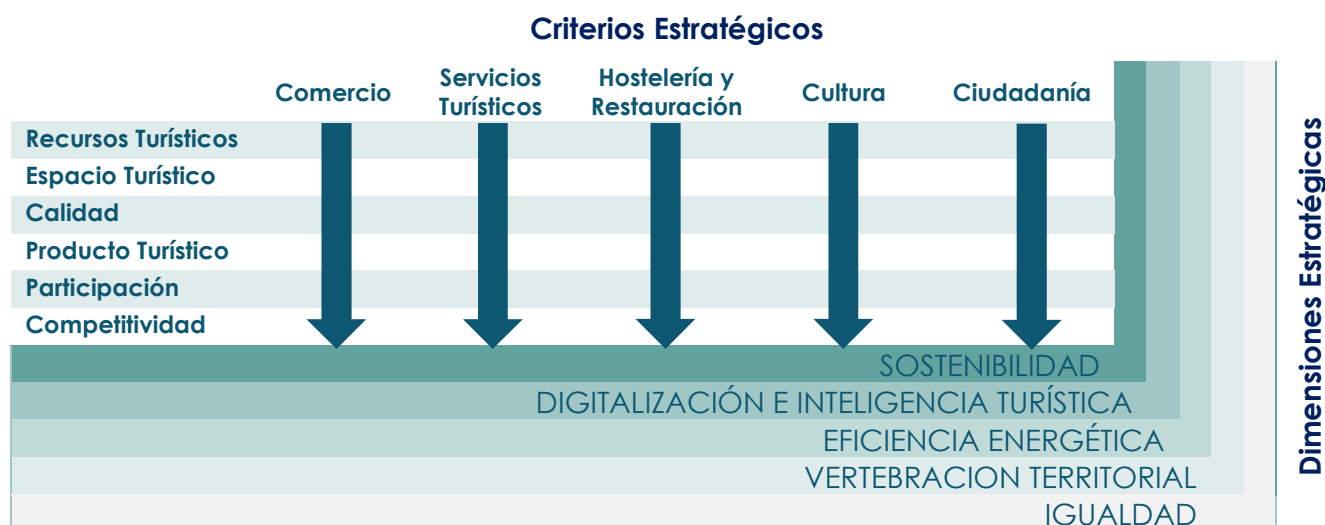 Criterios Estratégicos
Comercio
Servicios
Turísticos
Hostelería y
Restauración
Cultura
Ciudadanía
Recursos Turísticos
Espacio Turístico
Calidad
Producto Turístico
Participación
Competitividad
SOSTENIBILIDAD
DIGITALIZACIÓN E INTELIGENCIA TURÍSTICA
EFICIENCIA ENERGÉTICA
VERTEBRACION TERRITORIAL
IGUALDAD
Dimensiones Estratégicas